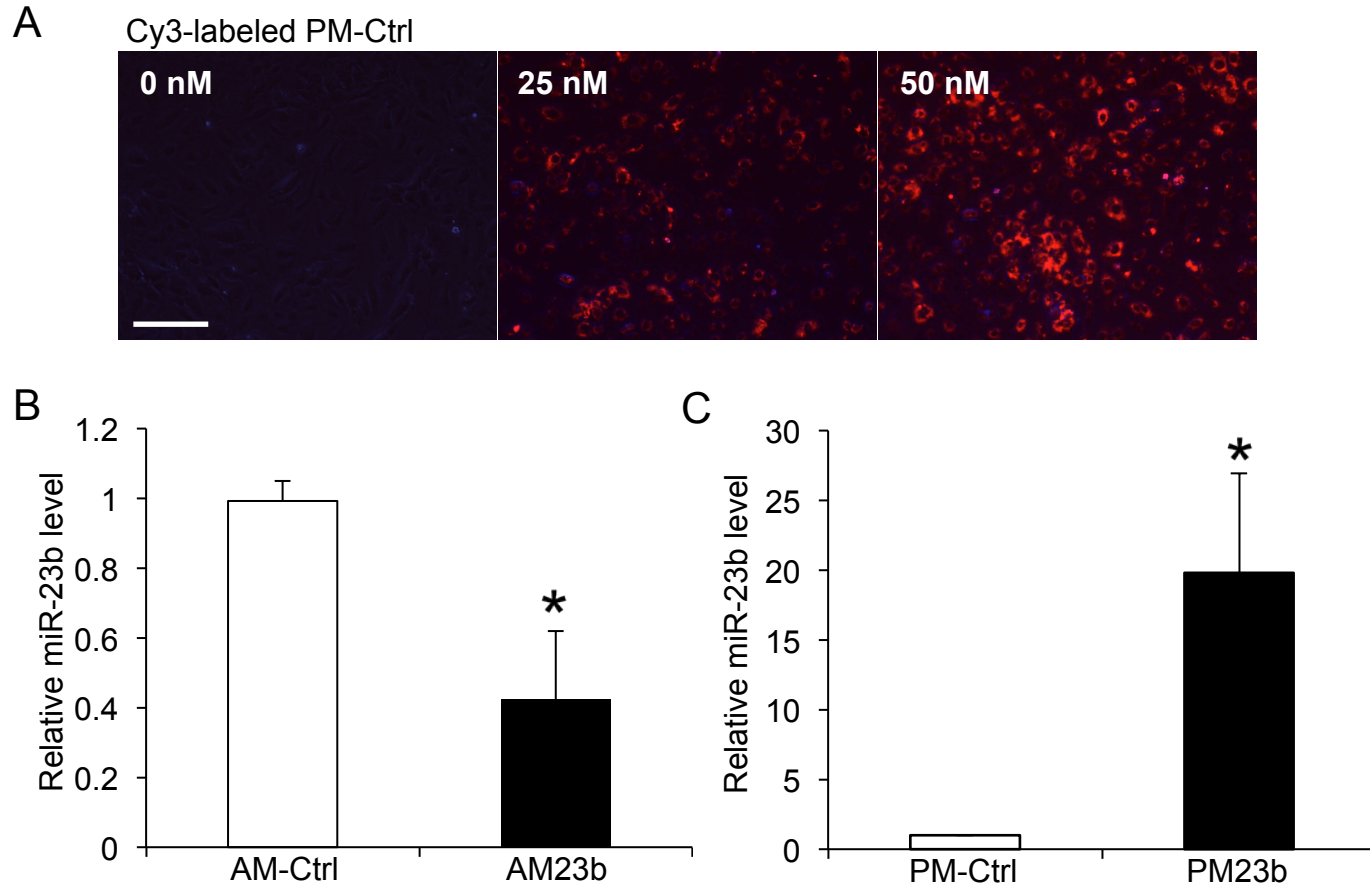 A
Cy3-labeled PM-Ctrl
0 nM
25 nM
50 nM
B
Relative miR-23b level
1.2
1
0.8
0.6
0.4
0.2
0
*
AM-Ctrl
AM23b
C
Relative miR-23b level
30
25
20
15
10
5
0
*
PM-Ctrl
PM23b